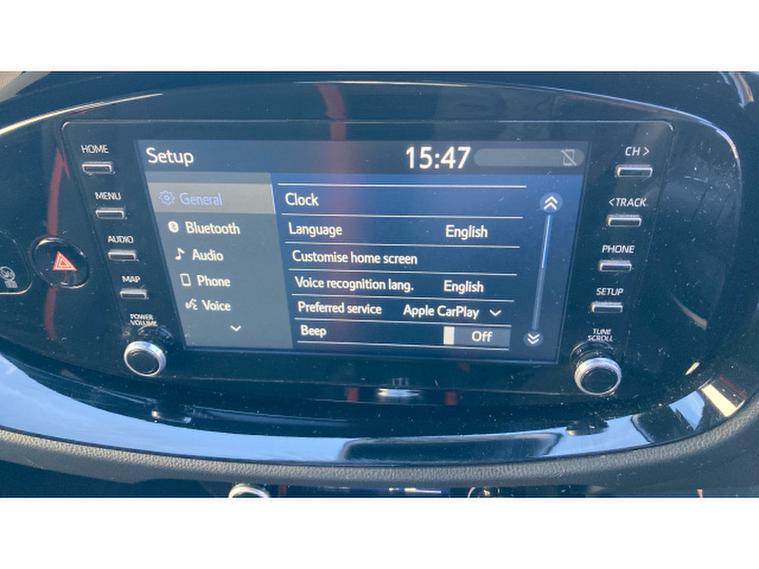 HOME
MENU
AUDIO
MAP
POWER
VOLUME
Setup 15:47
General
Bluetooth
Audio
Phone
Voice
Clock
Language English
Customise home screen
Voice recognition lang. English
Preferred service Apple CarPlay
Beep Off
CH >
< TRACK
PHONE
SETUP
TUNE
SCROLL